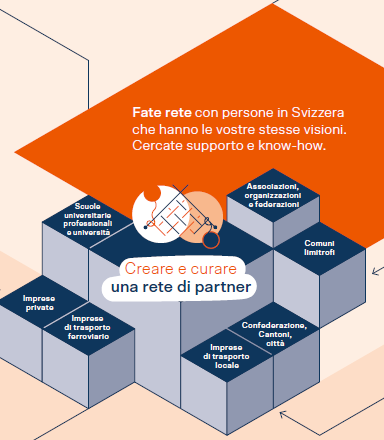 Fate rete con persone in Svizzera
che hanno le vostre stesse visioni.
Cercate supporto e know-how.
Associazioni,
organizzazioni
e federazioni
Scuole
universitarie
professionali
e università
Comuni
limitrofi
Creare e curare
una rete di partner
Imprese
private
Imprese
di trasporto
ferroviario
Confederazione,
Cantoni,
città
Imprese
di trasporto
locale